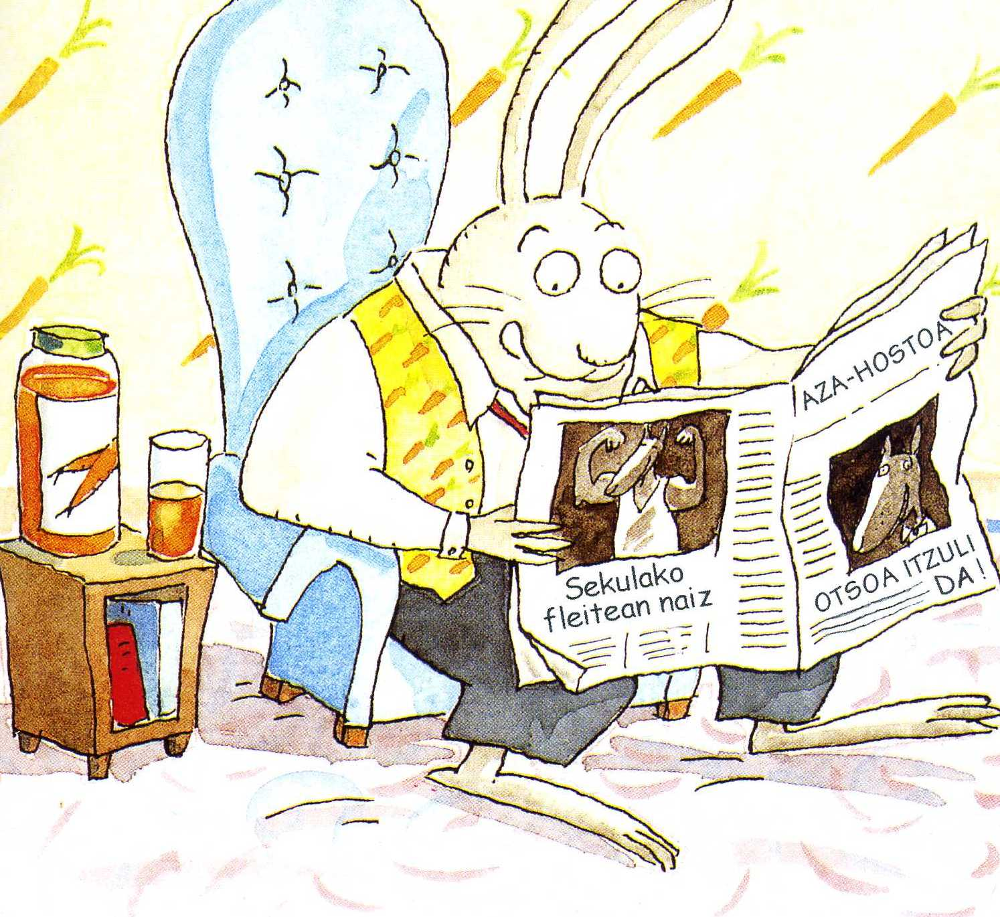 AZA-HOSTOA
OTSOA ITZULI
DA!
Sekulako
fleitean naiz